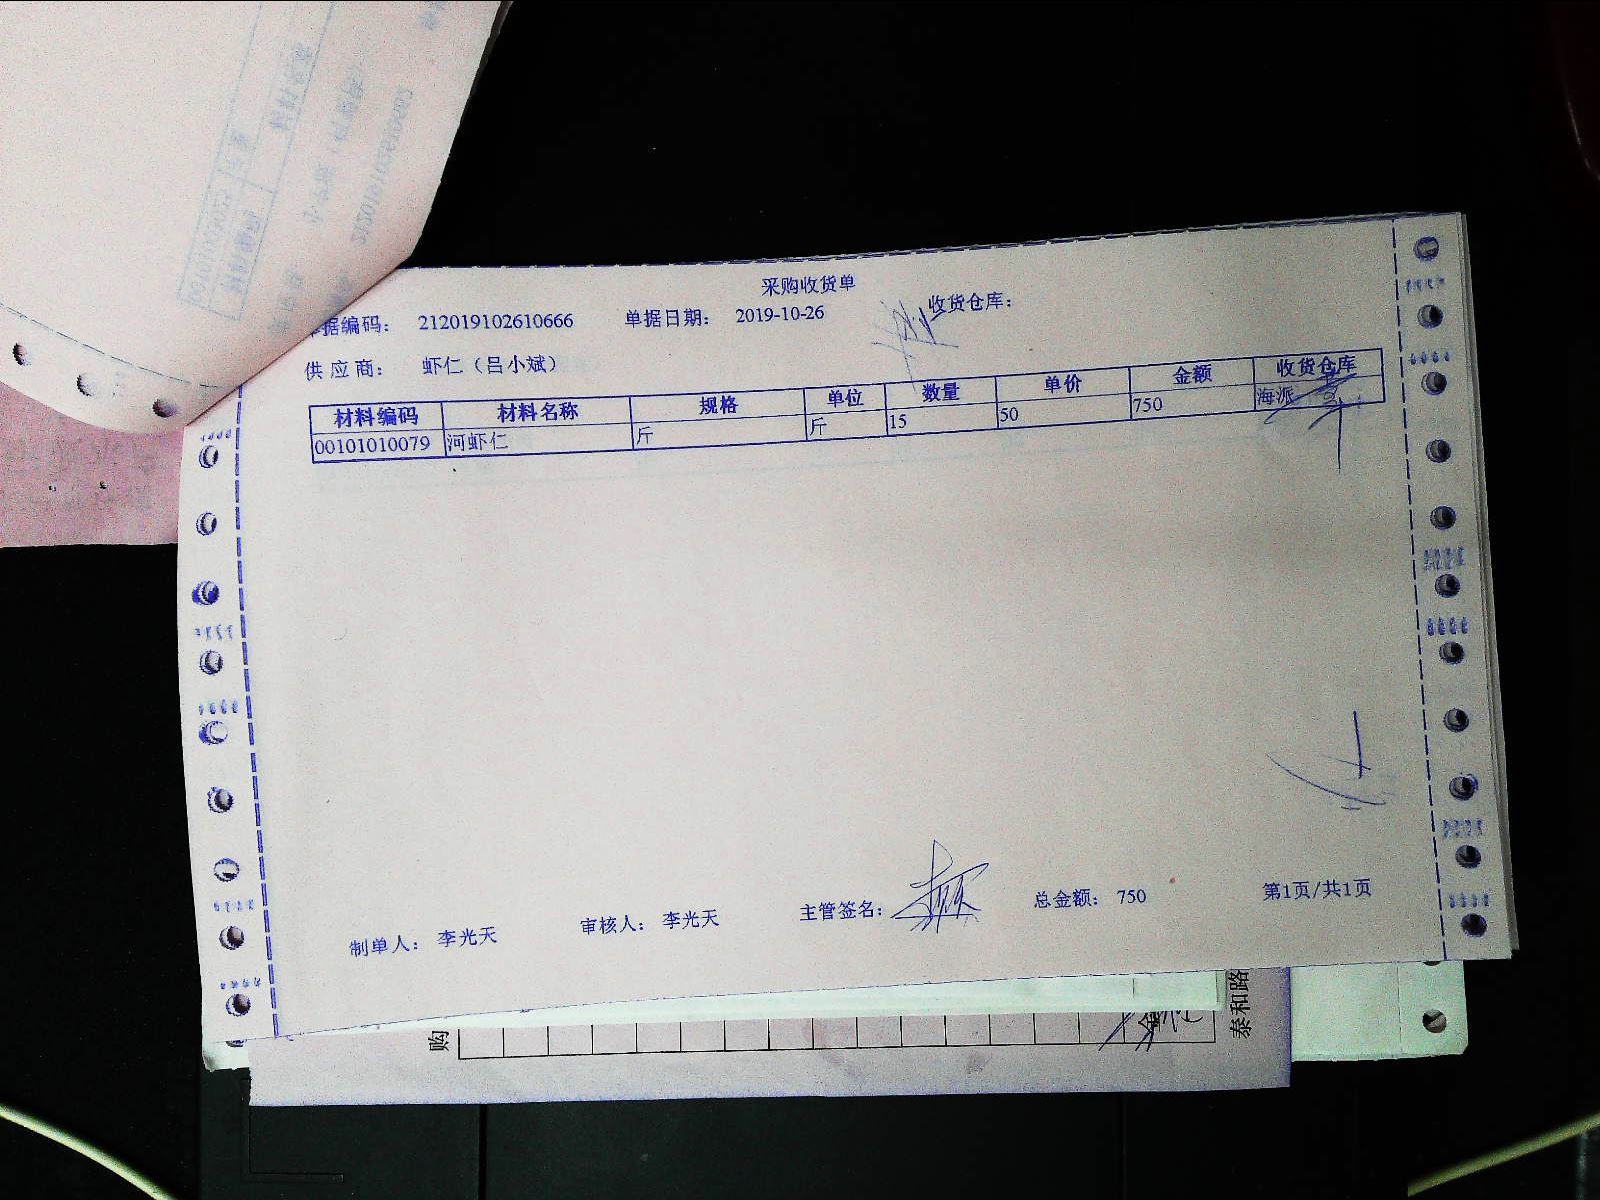 采购收货单
单据编码： 212019102610666 单据日期： 2019-10-26 收货仓库：
供应商： 虾仁（吕小斌）
材料编码 材料名称 规格 单位 数量 单价 金额 收货仓库
00101010079 河虾仁 斤 斤 15 50 750 海派
制单人： 李光天 审核人： 李光天 主管签名： 总金额： 750 第1页/共1页
购
泰和路